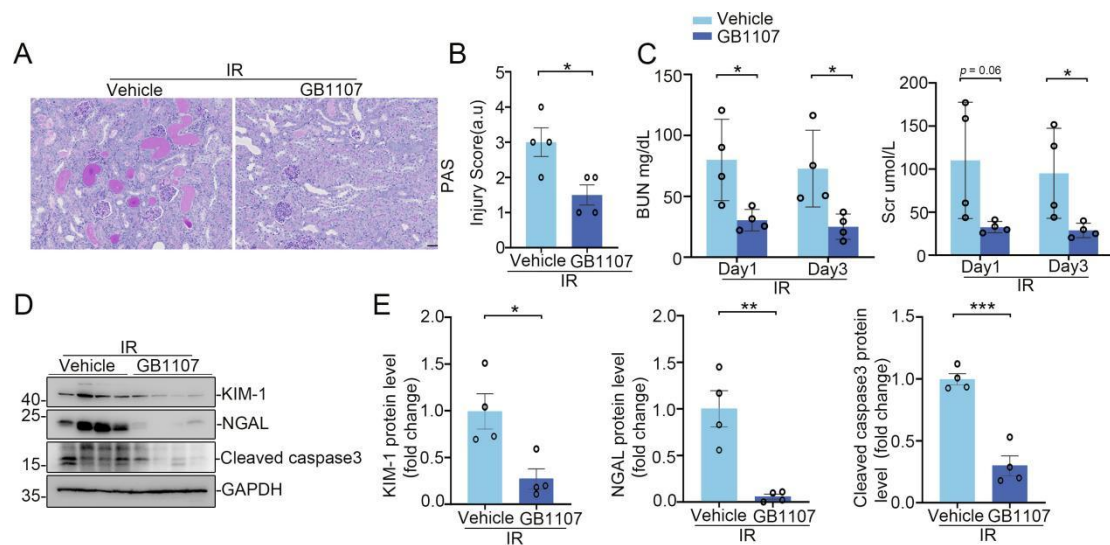 A
IR
Vehicle GB1107
PAS
B
Injury Score(a.u)
5
4
3
2
1
0
*
Vehicle GB1107
IR
Vehicle
GB1107
C
BUN mg/dL
150
100
50
0
* *
Day1 Day3
IR
Scr umol/L
200
150
100
50
0
p = 0.06 *
Day1 Day3
IR
D
IR
Vehicle GB1107
40 -KIM-1
25 -NGAL
15 -Cleaved caspase3
35 -GAPDH
E
KIM-1 protein level
(fold change)
2.0
1.5
1.0
0.5
0.0
*
Vehicle GB1107
IR
NGAL protein level
(fold change)
2.0
1.5
1.0
0.5
0.0
**
Vehicle GB1107
IR
Cleaved caspase3 protein
level (fold change)
1.5
1.0
0.5
0.0
***
Vehicle GB1107
IR